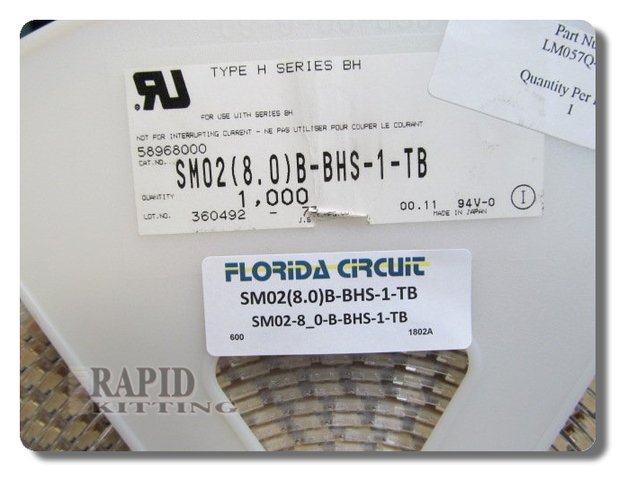 TYPE H SERIES BH
FOR USE WITH SERIES BH
NOT FOR INTERRUPTING CURRENT - NE PAS UTILISER POUR COUPER LE COURANT
58968000
CAT.NO.
SM02(8.0)B-BHS-1-TB
QUANTITY
1,000
LOT.NO. 360492 -
00.11 94V-0
MADE IN JAPAN
I
Part
LM057Q
Quantity Per
1
FLORIDA CIRCUIT
SM02(8.0)B-BHS-1-TB
SM02-8_0-B-BHS-1-TB
600 1802A
RAPID
KITTING